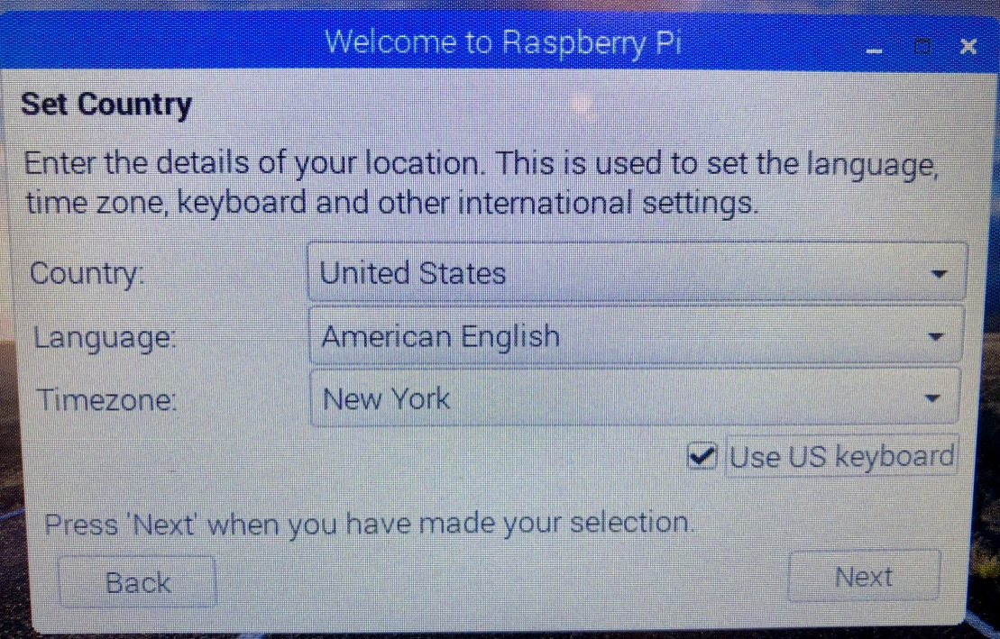 Welcome to Raspberry Pi
Set Country
Enter the details of your location. This is used to set the language,
time zone, keyboard and other international settings.
Country: United States
Language: American English
Timezone: New York
Use US keyboard
Press 'Next' when you have made your selection.
Back Next